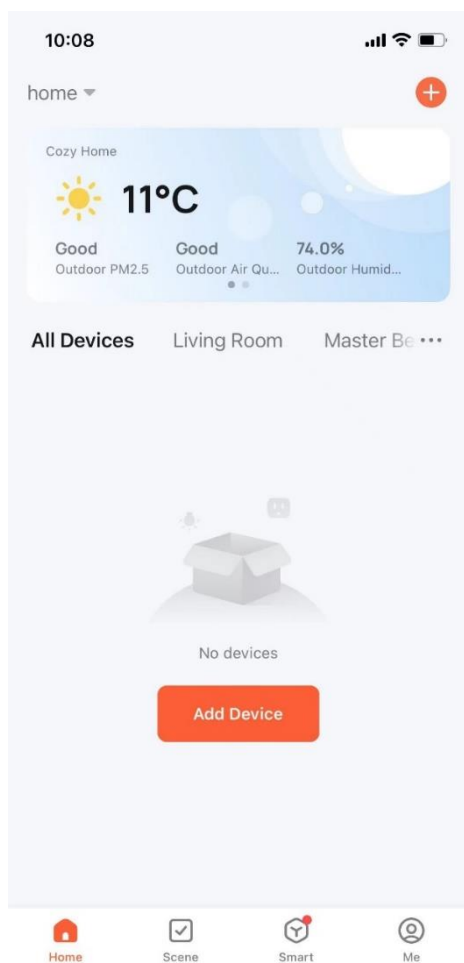 10:08
home
Cozy Home
11°C
Good Good 74.0%
Outdoor PM2.5 Outdoor Air Qu... Outdoor Humid...
All Devices Living Room Master Be ...
No devices
Add Device
Home Scene Smart Me